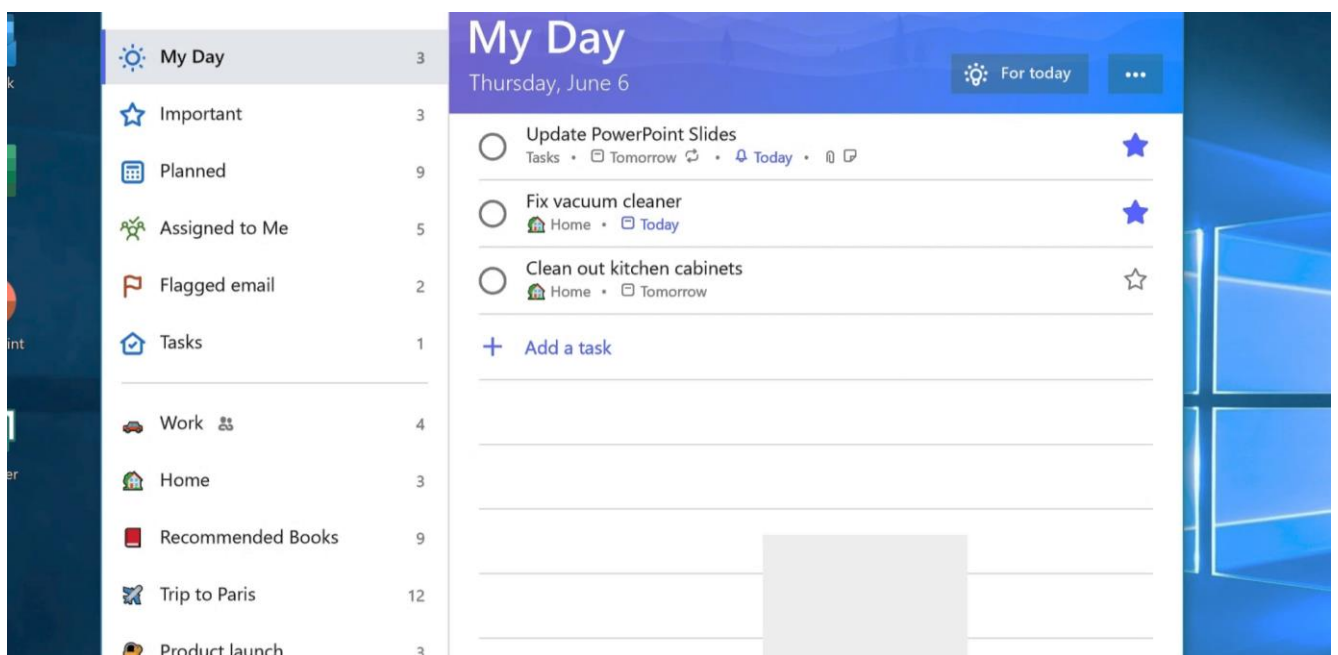 My Day 3
Important 3
Planned 9
Assigned to Me 5
Flagged email 2
Tasks 1
Work 4
Home 3
Recommended Books 9
Trip to Paris 12
Product launch 3
My Day
Thursday, June 6
For today
Update PowerPoint Slides
Tasks • Tomorrow • Today •
Fix vacuum cleaner
Home • Today
Clean out kitchen cabinets
Home • Tomorrow
+ Add a task
k
int
er